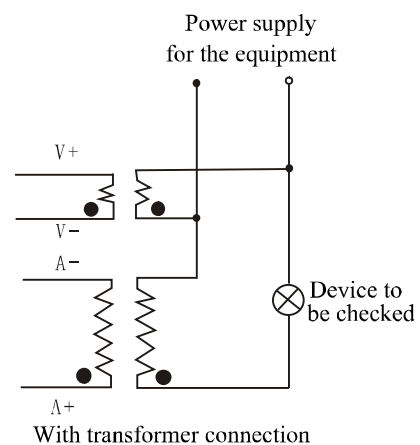 Power supply
for the equipment
V+
V-
A-
Device to
be checked
A+
With transformer connection